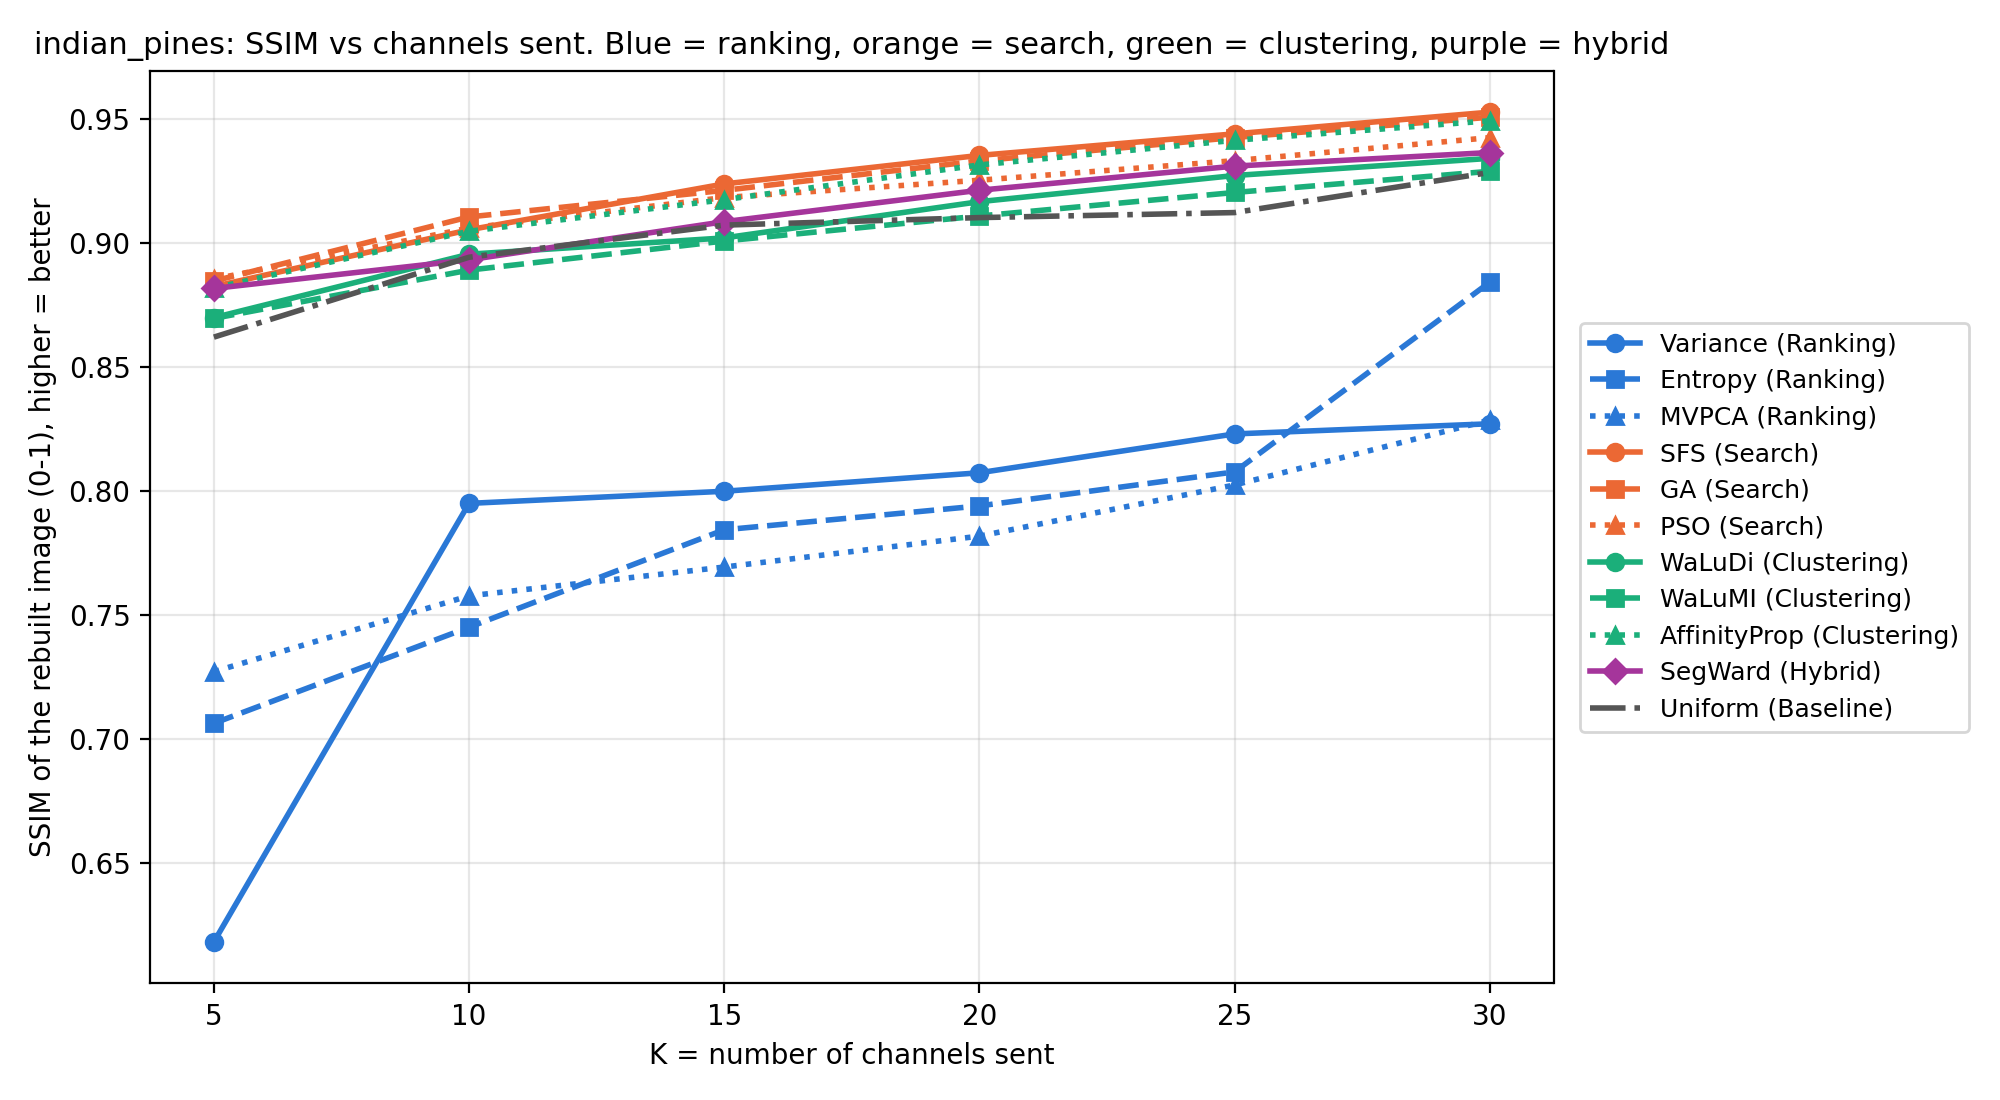 indian_pines: SSIM vs channels sent. Blue = ranking, orange = search, green = clustering, purple = hybrid
SSIM of the rebuilt image (0-1), higher = better
0.95
0.90
0.85
0.80
0.75
0.70
0.65
5 10 15 20 25 30
K = number of channels sent
Variance (Ranking)
Entropy (Ranking)
MVPCA (Ranking)
SFS (Search)
GA (Search)
PSO (Search)
WaLuDi (Clustering)
WaLuMI (Clustering)
AffinityProp (Clustering)
SegWard (Hybrid)
Uniform (Baseline)